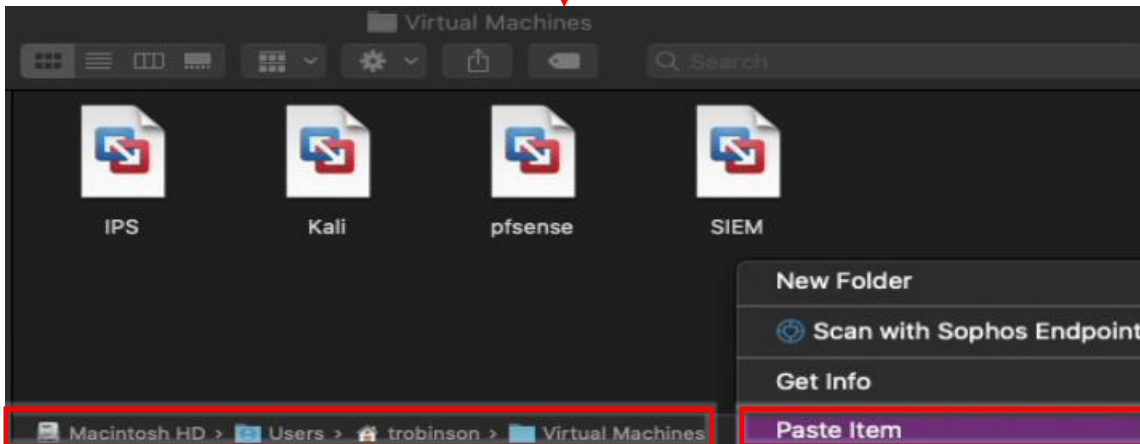 Virtual Machines
Search
IPS Kali pfsense SIEM
New Folder
Scan with Sophos Endpoint
Get Info
Macintosh HD > Users > trobinson > Virtual Machines
Paste Item